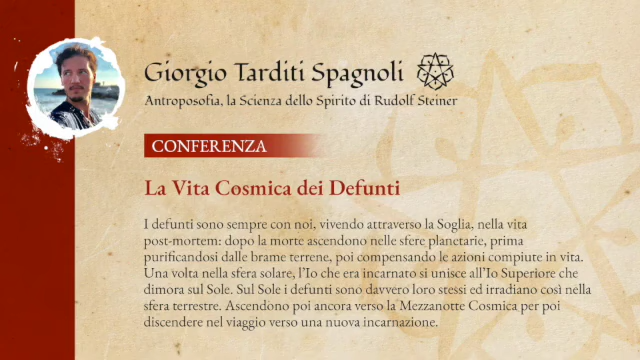 Giorgio Tarditi Spagnoli
Antroposofia, la Scienza dello Spirito di Rudolf Steiner
CONFERENZA
La Vita Cosmica dei Defunti
I defunti sono sempre con noi, vivendo attraverso la Soglia, nella vita
post-mortem: dopo la morte ascendono nelle sfere planetarie, prima
purificandosi dalle brame terrene, poi compensando le azioni compiute in vita.
Una volta nella sfera solare, l'Io che era incarnato si unisce all'Io Superiore che
dimora sul Sole. Sul Sole i defunti sono davvero loro stessi ed irradiano così nella
sfera terrestre. Ascendono poi ancora verso la Mezzanotte Cosmica per poi
discendere nel viaggio verso una nuova incarnazione.